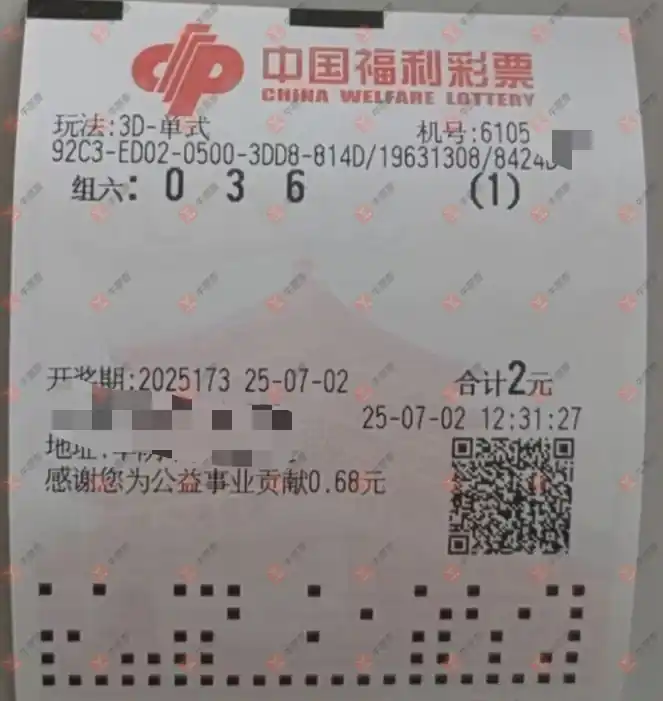 中国福利彩票
CHINA WELFARE LOTTERY
玩法:3D-单式 机号:6105
92C3-ED02-0500-3DD8-814D/19631308/8424
组六: 0 3 6 (1)
开奖期:2025173 25-07-02 合计2元
25-07-02 12:31:27
地址:
感谢您为公益事业贡献0.68元